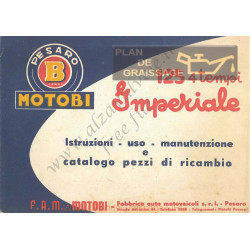 PESARO
B
MOTOBI
PLAN
DE
GRAISSAGE
125 4 tempi
Imperiale
Istruzioni - uso - manutenzione
e
catalogo pezzi di ricambio
F.A.M. - MOTOBI - Fabbrica auto motoveicoli s.r.l. - Pesaro